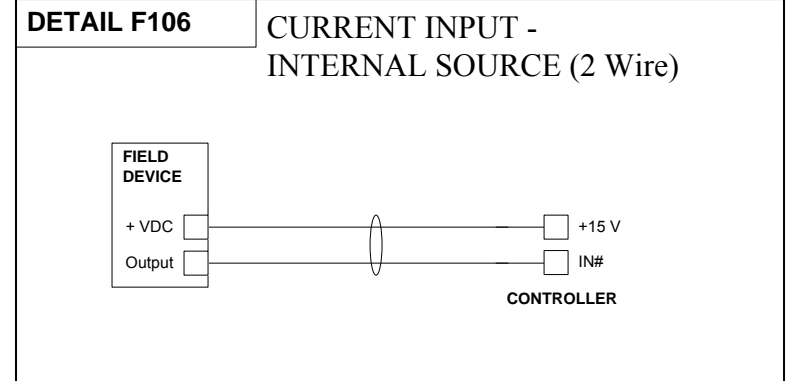 DETAIL F106
CURRENT INPUT -
INTERNAL SOURCE (2 Wire)
FIELD
DEVICE
+ VDC
Output
+15 V
IN#
CONTROLLER